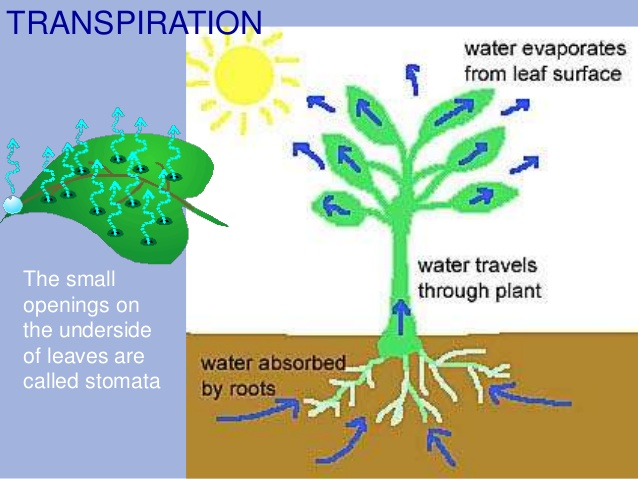 TRANSPIRATION
water evaporates
from leaf surface
The small
openings on
the underside
of leaves are
called stomata
water travels
through plant
water absorbed
by roots